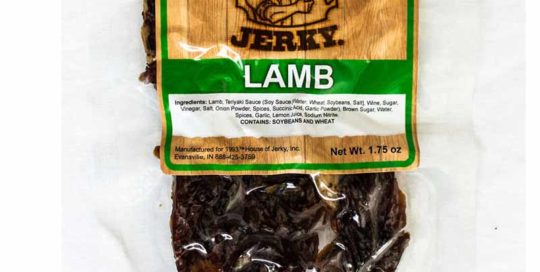 JERKY.
LAMB
Ingredients: Lamb, Teriyaki Sauce (Soy Sauce (Water, Wheat, Soybeans, Salt), Wine, Sugar,
Vinegar, Salt, Onion Powder, Spices, Succinic Acid, Garlic Powder), Brown Sugar, Water,
Spices, Garlic, Lemon Juice, Sodium Nitrite.
CONTAINS: SOYBEANS AND WHEAT
Manufactured for 1993™ House of Jerky, Inc.
Evansville, IN 888-425-3759
Net Wt. 1.75 oz